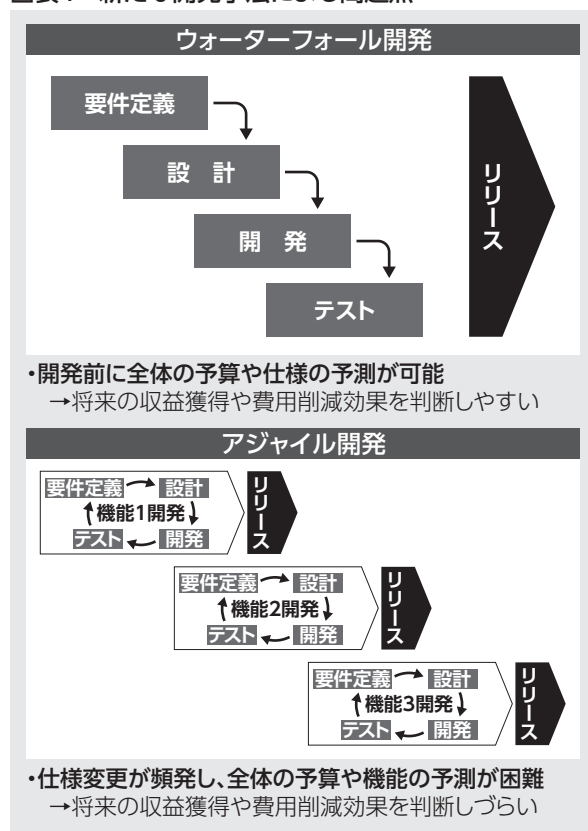 ウォーターフォール開発
要件定義
設 計
開 発
テスト
リリース
・開発前に全体の予算や仕様の予測が可能
→将来の収益獲得や費用削減効果を判断しやすい
アジャイル開発
要件定義 設計
機能1開発
テスト 開発
リリース
要件定義 設計
機能2開発
テスト 開発
リリース
要件定義 設計
機能3開発
テスト 開発
リリース
・仕様変更が頻発し、全体の予算や機能の予測が困難
→将来の収益獲得や費用削減効果を判断しづらい